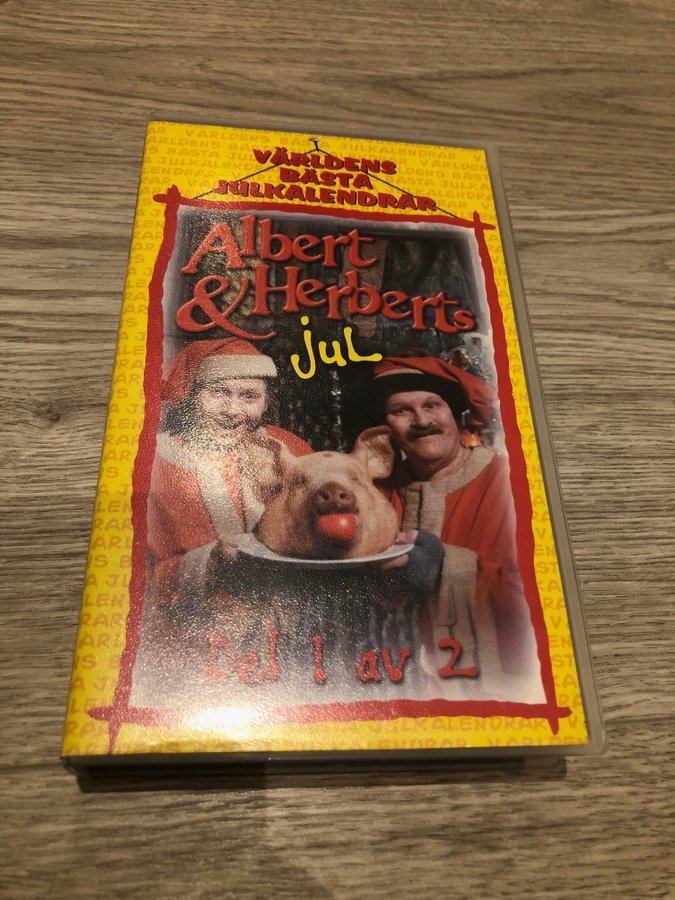 VÄRLDENS
BÄSTA
JULKALENDRAR
Albert
& Herberts
jul
Del 1 av 2